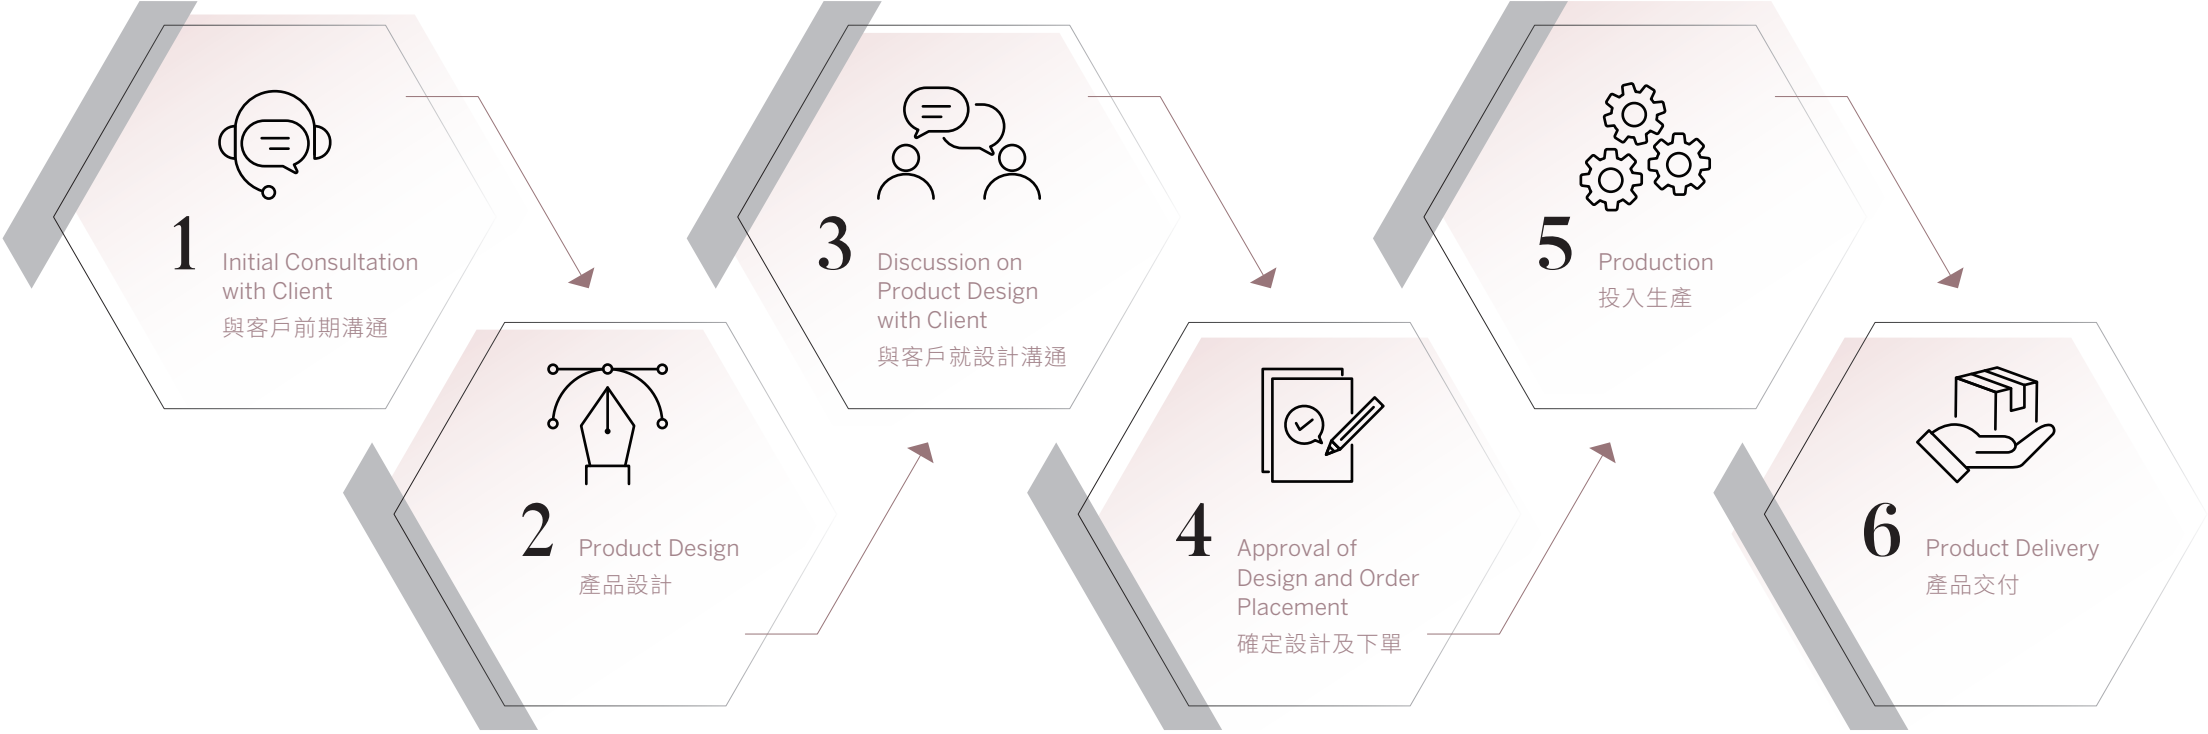 1
Initial Consultation
with Client
與客戶前期溝通
2
Product Design
產品設計
3
Discussion on
Product Design
with Client
與客戶就設計溝通
4
Approval of
Design and Order
Placement
確定設計及下單
5
Production
投入生產
6
Product Delivery
產品交付